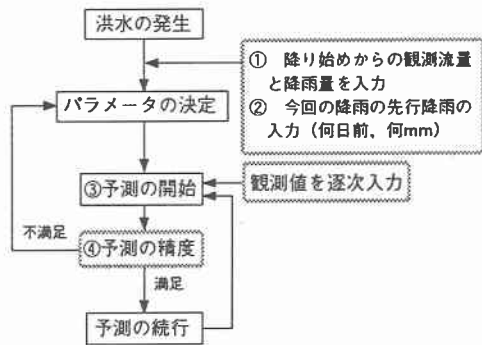 洪水の発生
① 降り始めからの観測流量
と降雨量を入力
② 今回の降雨の先行降雨の
入力（何日前，何mm）
パラメータの決定
③予測の開始
観測値を逐次入力
不満足
④予測の精度
満足
予測の続行